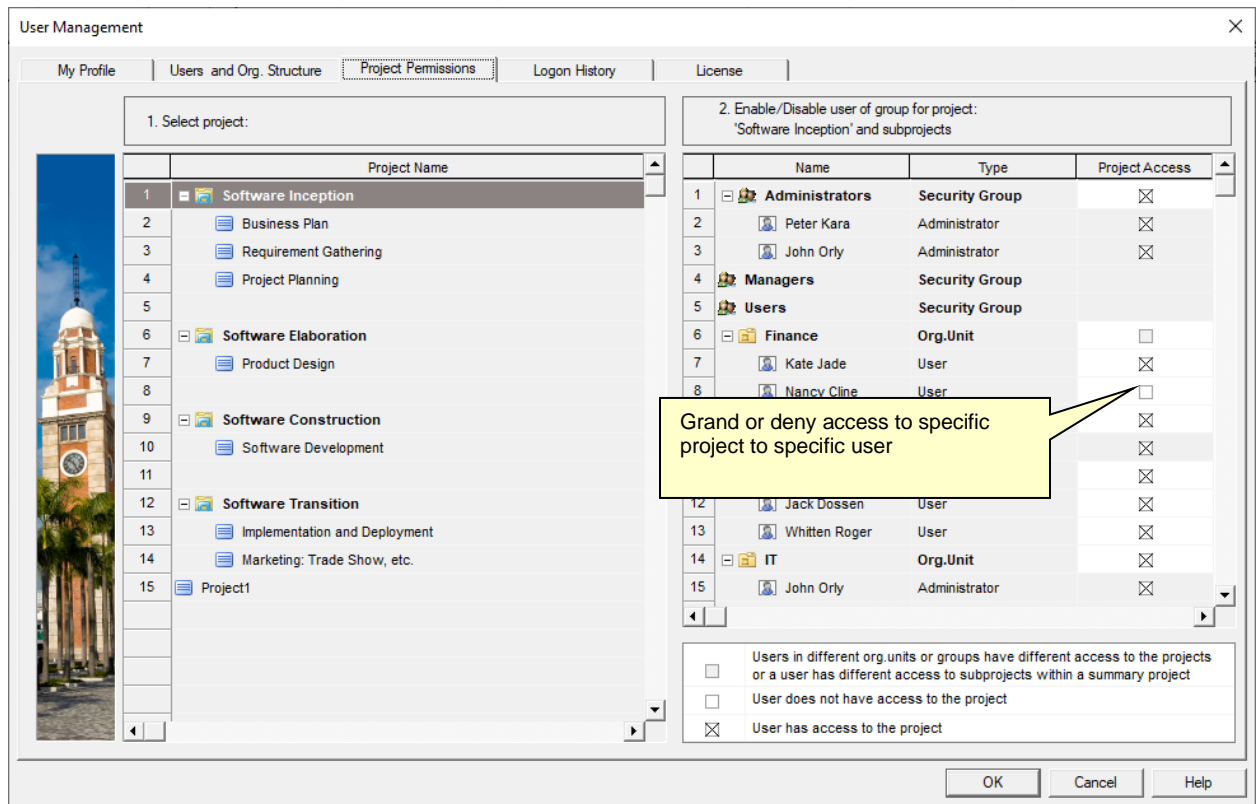 User Management
My Profile Users and Org. Structure Project Permissions Logon History License
1. Select project:
2. Enable/Disable user of group for project:
'Software Inception' and subprojects
Project Name
1 Software Inception
2 Business Plan
3 Requirement Gathering
4 Project Planning
5
6 Software Elaboration
7 Product Design
8
9 Software Construction
10 Software Development
11
12 Software Transition
13 Implementation and Deployment
14 Marketing: Trade Show, etc.
15 Project1
Name Type Project Access
1 Administrators Security Group
2 Peter Kara Administrator
3 John Orly Administrator
4 Managers Security Group
5 Users Security Group
6 Finance Org.Unit
7 Kate Jade User
8 Nancy Cline User
Grand or deny access to specific
project to specific user
12 Jack Dossen User
13 Whitten Roger User
14 IT Org.Unit
15 John Orly Administrator
Users in different org.units or groups have different access to the projects
or a user has different access to subprojects within a summary project
User does not have access to the project
User has access to the project
OK Cancel Help